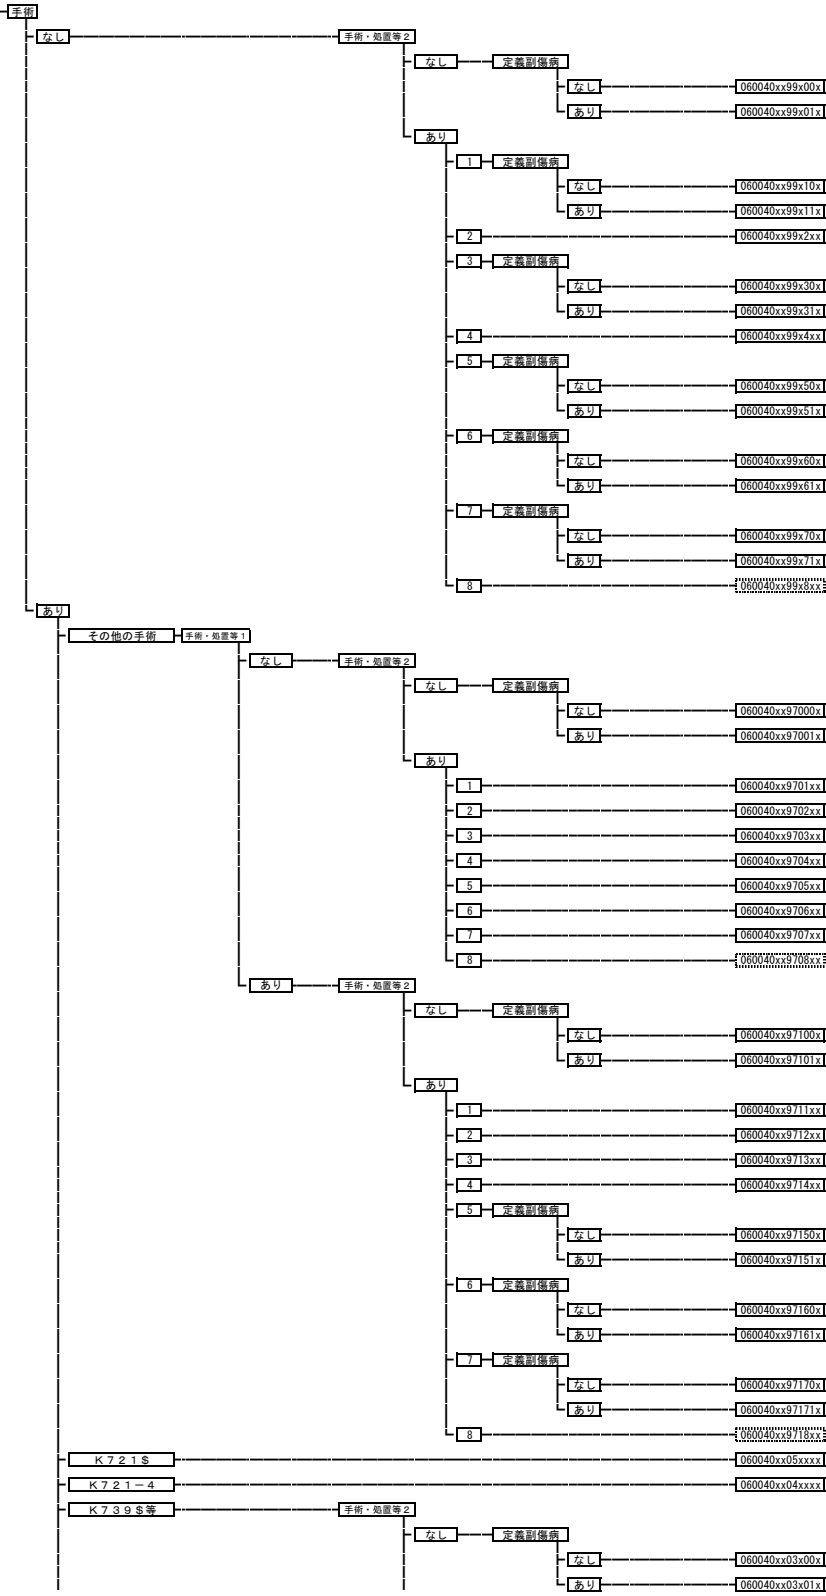 手術
なし 手術・処置等２
なし 定義副傷病
なし 060040xx99x00x
あり 060040xx99x01x
あり
1 定義副傷病
なし 060040xx99x10x
あり 060040xx99x11x
2 060040xx99x2xx
3 定義副傷病
なし 060040xx99x30x
あり 060040xx99x31x
4 060040xx99x4xx
5 定義副傷病
なし 060040xx99x50x
あり 060040xx99x51x
6 定義副傷病
なし 060040xx99x60x
あり 060040xx99x61x
7 定義副傷病
なし 060040xx99x70x
あり 060040xx99x71x
8 060040xx99x8xx
あり
その他の手術 手術・処置等１
なし 手術・処置等２
なし 定義副傷病
なし 060040xx97000x
あり 060040xx97001x
あり
1 060040xx9701xx
2 060040xx9702xx
3 060040xx9703xx
4 060040xx9704xx
5 060040xx9705xx
6 060040xx9706xx
7 060040xx9707xx
8 060040xx9708xx
あり 手術・処置等２
なし 定義副傷病
なし 060040xx97100x
あり 060040xx97101x
あり
1 060040xx9711xx
2 060040xx9712xx
3 060040xx9713xx
4 060040xx9714xx
5 定義副傷病
なし 060040xx97150x
あり 060040xx97151x
6 定義副傷病
なし 060040xx97160x
あり 060040xx97161x
7 定義副傷病
なし 060040xx97170x
あり 060040xx97171x
8 060040xx9718xx
Ｋ７２１＄ 060040xx05xxxx
Ｋ７２１－４ 060040xx04xxxx
Ｋ７３９＄等 手術・処置等２
なし 定義副傷病
なし 060040xx03x00x
あり 060040xx03x01x